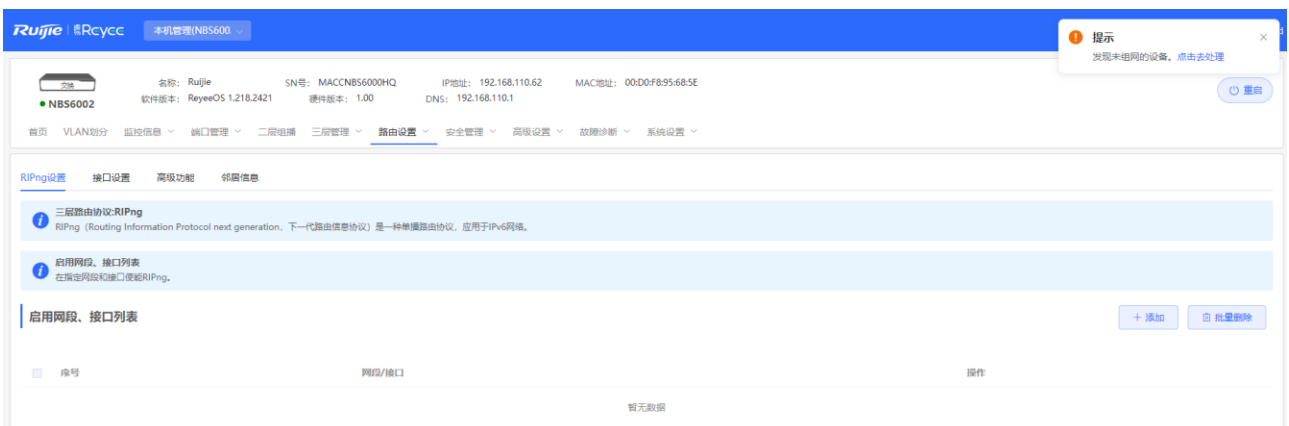 Ruijie | 睿Rcycc 本机管理(NBS600
提示
发现未组网的设备。点击去处理
交换
NBS6002
名称: Ruijie SN号: MACCNBS6000HQ IP地址: 192.168.110.62 MAC地址: 00:D0:F8:95:68:5E
软件版本: ReyeeOS 1.218.2421 硬件版本: 1.00 DNS: 192.168.110.1
重启
首页 VLAN划分 监控信息 端口管理 二层组播 三层管理 路由设置 安全管理 高级设置 故障诊断 系统设置
RIPng设置 接口设置 高级功能 邻居信息
三层路由协议:RIPng
RIPng（Routing Information Protocol next generation，下一代路由信息协议）是一种单播路由协议，应用于IPv6网络。
启用网段、接口列表
在指定网段和接口使能RIPng。
启用网段、接口列表
+ 添加 批量删除
序号 网段/接口 操作
暂无数据